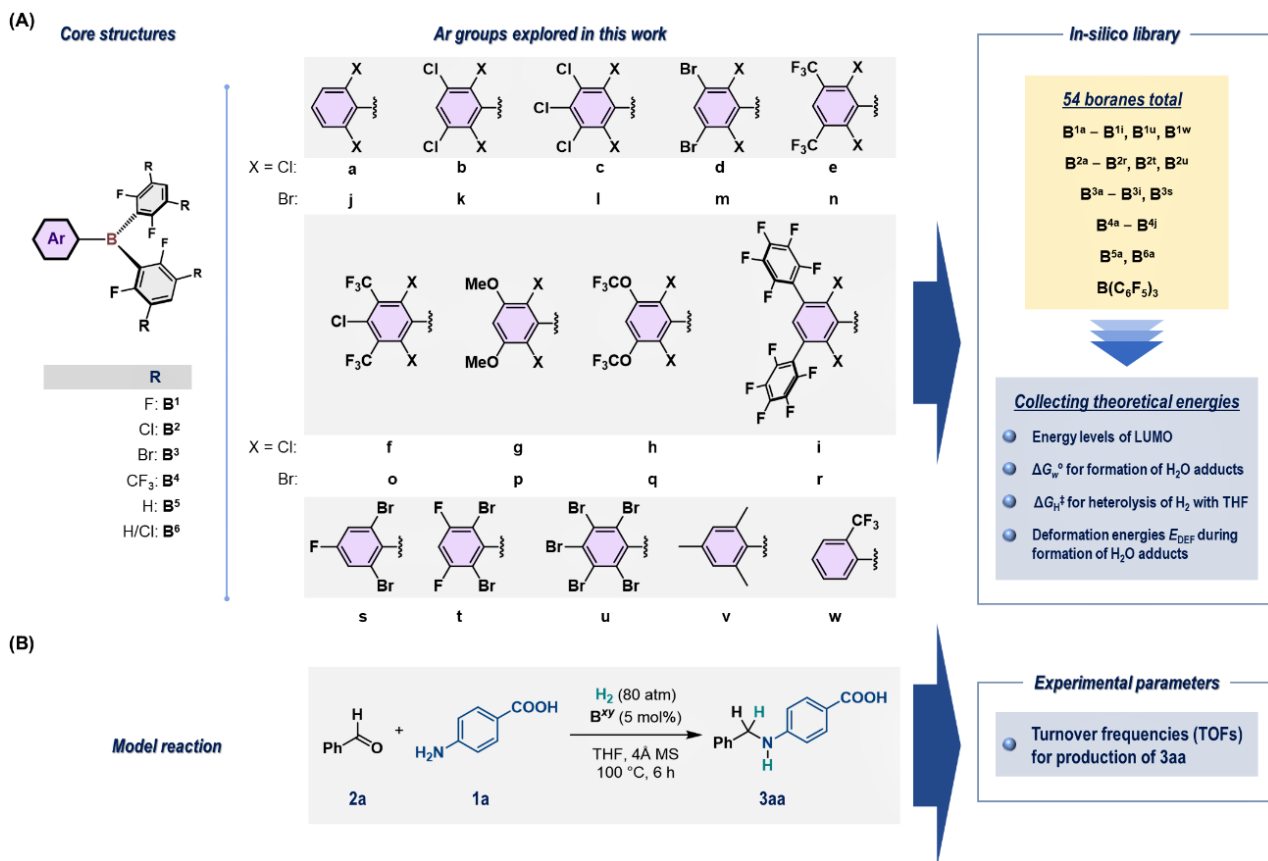 (A)
Core structures
Ar groups explored in this work
In-silico library
X
X
Cl
X
Cl
X
Cl
X
Cl
Cl
X
Br
X
Br
X
F₃C
X
F₃C
X
X = Cl: a b c d e
Br: j k l m n
R
F
R
F
Ar
B
F
R
F
R
F₃C
X
Cl
F₃C
X
MeO
X
MeO
X
F₃CO
X
F₃CO
X
F
F
F
F
F
X
X
F
F
F
F
F
X = Cl: f g h i
Br: o p q r
Br
F
Br
F
Br
F
Br
Br
Br
Br
Br
Br
CF₃
s t u v w
R
F: B¹
Cl: B²
Br: B³
CF₃: B⁴
H: B⁵
H/Cl: B⁶
54 boranes total
B¹ᵃ – B¹ⁱ, B¹ᵘ, B¹ʷ
B²ᵃ – B²ʳ, B²ᵗ, B²ᵘ
B³ᵃ – B³ⁱ, B³ˢ
B⁴ᵃ – B⁴ʲ
B⁵ᵃ, B⁶ᵃ
B(C₆F₅)₃
Collecting theoretical energies
Energy levels of LUMO
ΔG_w° for formation of H₂O adducts
ΔG_H‡ for heterolysis of H₂ with THF
Deformation energies E_DEF during
formation of H₂O adducts
(B)
Model reaction
H
Ph
O
2a
+
COOH
H₂N
1a
H₂ (80 atm)
Bˣʸ (5 mol%)
THF, 4Å MS
100 °C, 6 h
H
H
Ph
N
H
COOH
3aa
Experimental parameters
Turnover frequencies (TOFs)
for production of 3aa